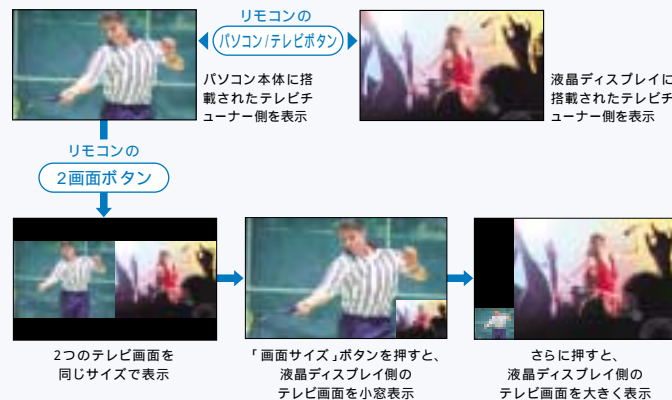 リモコンの
パソコン/テレビボタン
パソコン本体に搭
載されたテレビチ
ューナー側を表示
液晶ディスプレイに
搭載されたテレビチ
ューナー側を表示
リモコンの
2画面ボタン
2つのテレビ画面を
同じサイズで表示
「画面サイズ」ボタンを押すと、
液晶ディスプレイ側の
テレビ画面を小窓表示
さらに押すと、
液晶ディスプレイ側の
テレビ画面を大きく表示